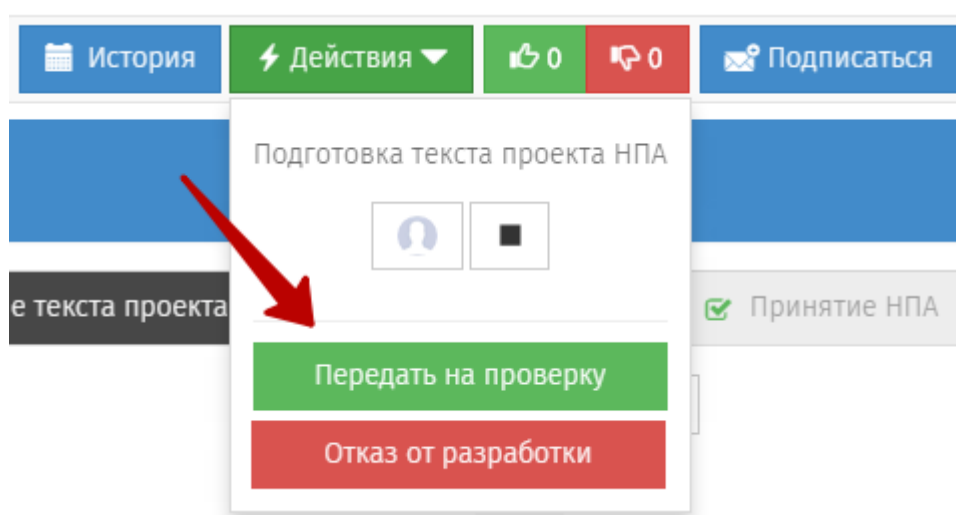 История Действия 0 0 Подписаться
Подготовка текста проекта НПА
е текста проекта Принятие НПА
Передать на проверку
Отказ от разработки